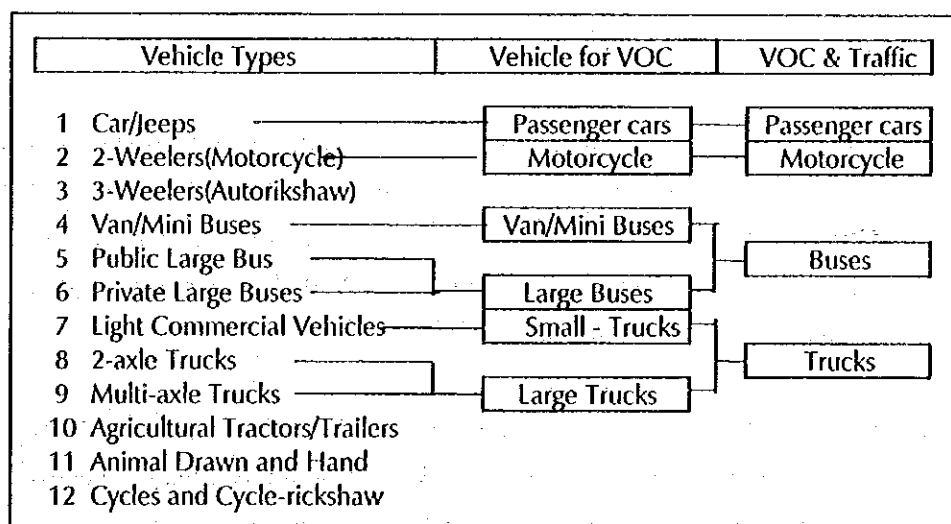 Vehicle Types Vehicle for VOC VOC & Traffic
1 Car/Jeeps Passenger cars Passenger cars
2 2-Weelers(Motorcycle) Motorcycle Motorcycle
3 3-Weelers(Autorikshaw)
4 Van/Mini Buses Van/Mini Buses
5 Public Large Bus Buses
6 Private Large Buses Large Buses
7 Light Commercial Vehicles Small - Trucks
8 2-axle Trucks Trucks
9 Multi-axle Trucks Large Trucks
10 Agricultural Tractors/Trailers
11 Animal Drawn and Hand
12 Cycles and Cycle-rickshaw